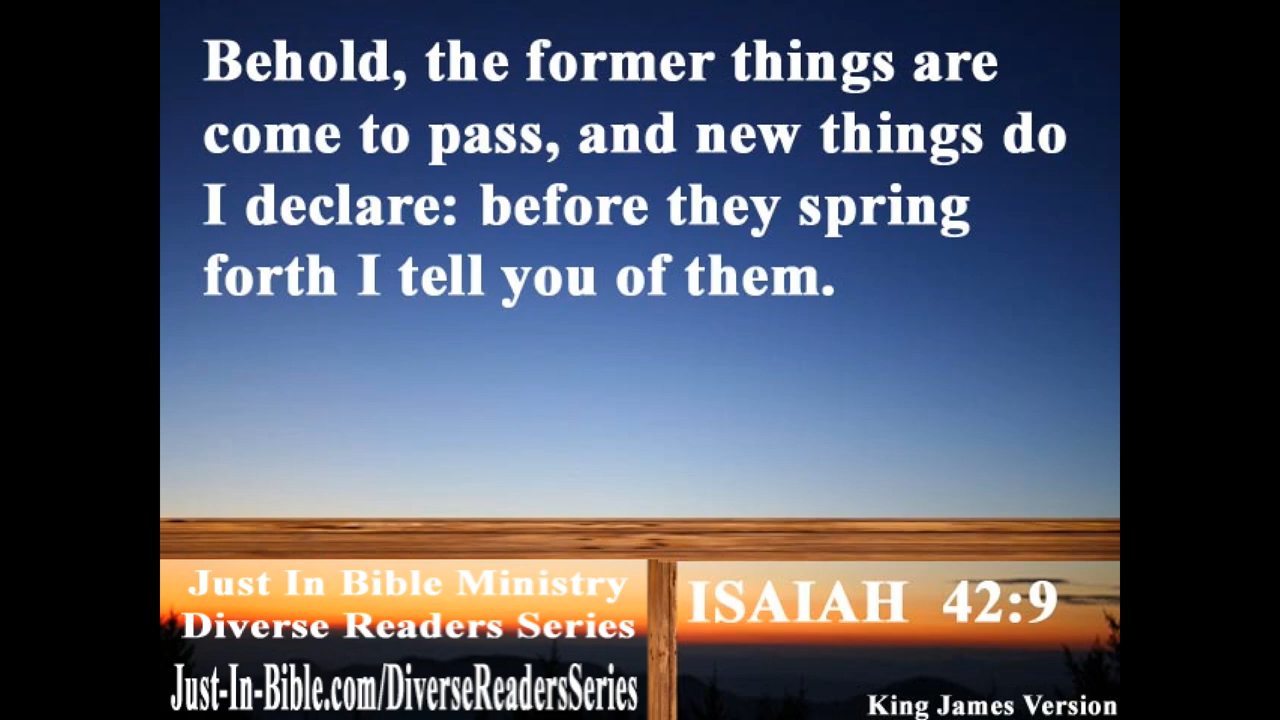 Behold, the former things are
come to pass, and new things do
I declare: before they spring
forth I tell you of them.
Just In Bible Ministry
Diverse Readers Series
Just-In-Bible.com/DiverseReadersSeries
ISAIAH 42:9
King James Version